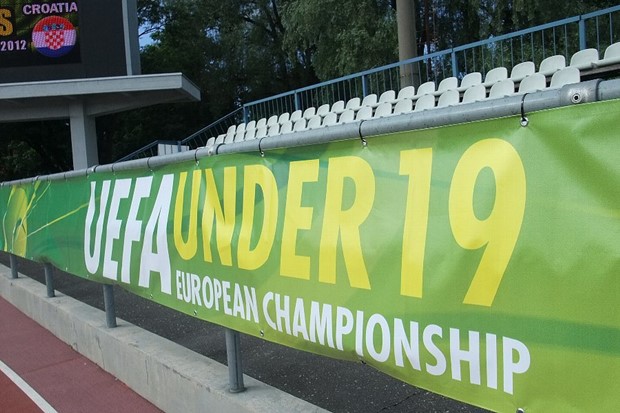 CROATIA
S
2012
UEFA UNDER 19
EUROPEAN CHAMPIONSHIP